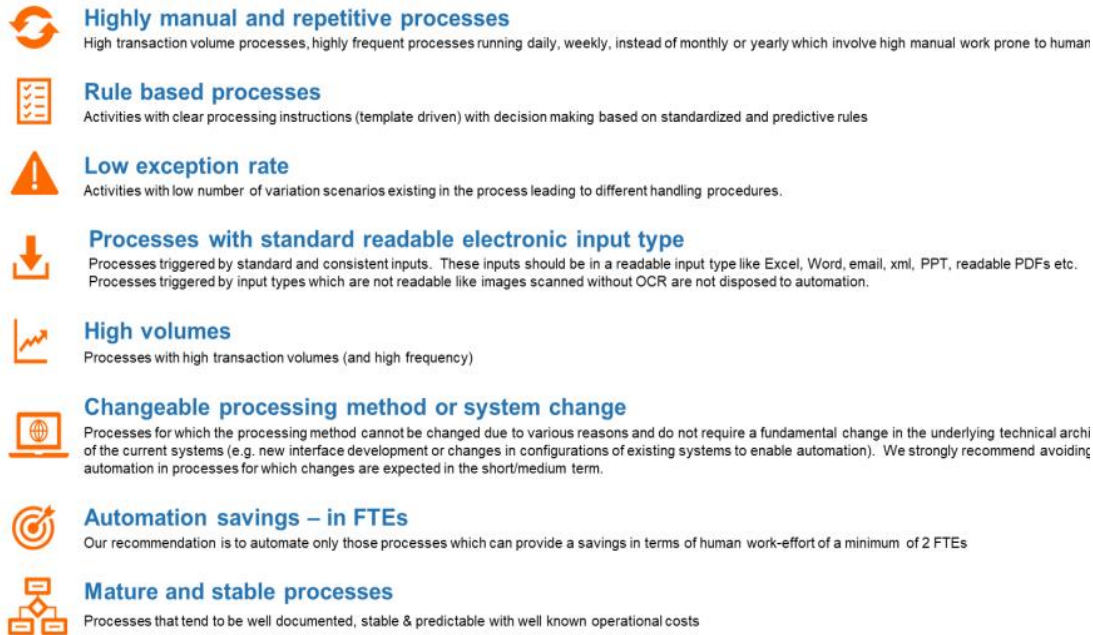 Highly manual and repetitive processes
High transaction volume processes, highly frequent processes running daily, weekly, instead of monthly or yearly which involve high manual work prone to human
Rule based processes
Activities with clear processing instructions (template driven) with decision making based on standardized and predictive rules
Low exception rate
Activities with low number of variation scenarios existing in the process leading to different handling procedures.
Processes with standard readable electronic input type
Processes triggered by standard and consistent inputs. These inputs should be in a readable input type like Excel, Word, email, xml, PPT, readable PDFs etc.
Processes triggered by input types which are not readable like images scanned without OCR are not disposed to automation.
High volumes
Processes with high transaction volumes (and high frequency)
Changeable processing method or system change
Processes for which the processing method cannot be changed due to various reasons and do not require a fundamental change in the underlying technical archi
of the current systems (e.g. new interface development or changes in configurations of existing systems to enable automation). We strongly recommend avoiding
automation in processes for which changes are expected in the short/medium term.
Automation savings – in FTEs
Our recommendation is to automate only those processes which can provide a savings in terms of human work-effort of a minimum of 2 FTEs
Mature and stable processes
Processes that tend to be well documented, stable & predictable with well known operational costs